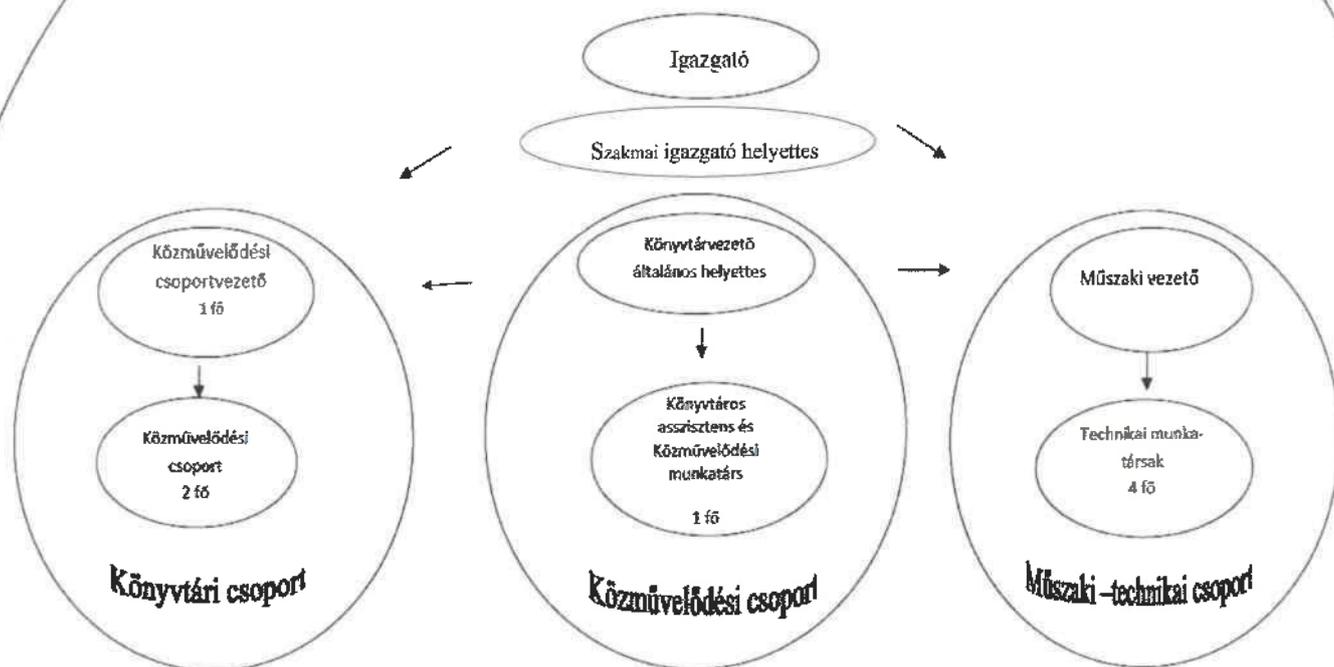 Igazgató
Szakmai igazgató helyettes
Közművelődési
csoportvezető
1 fő
Közművelődési
csoport
2 fő
Könyvtári csoport
Könyvtárvezető
általános helyettes
Könyvtáros
asszisztens és
Közművelődési
munkatárs
1 fő
Közművelődési csoport
Műszaki vezető
Technikai munka-
társak
4 fő
Műszaki –technikai csoport